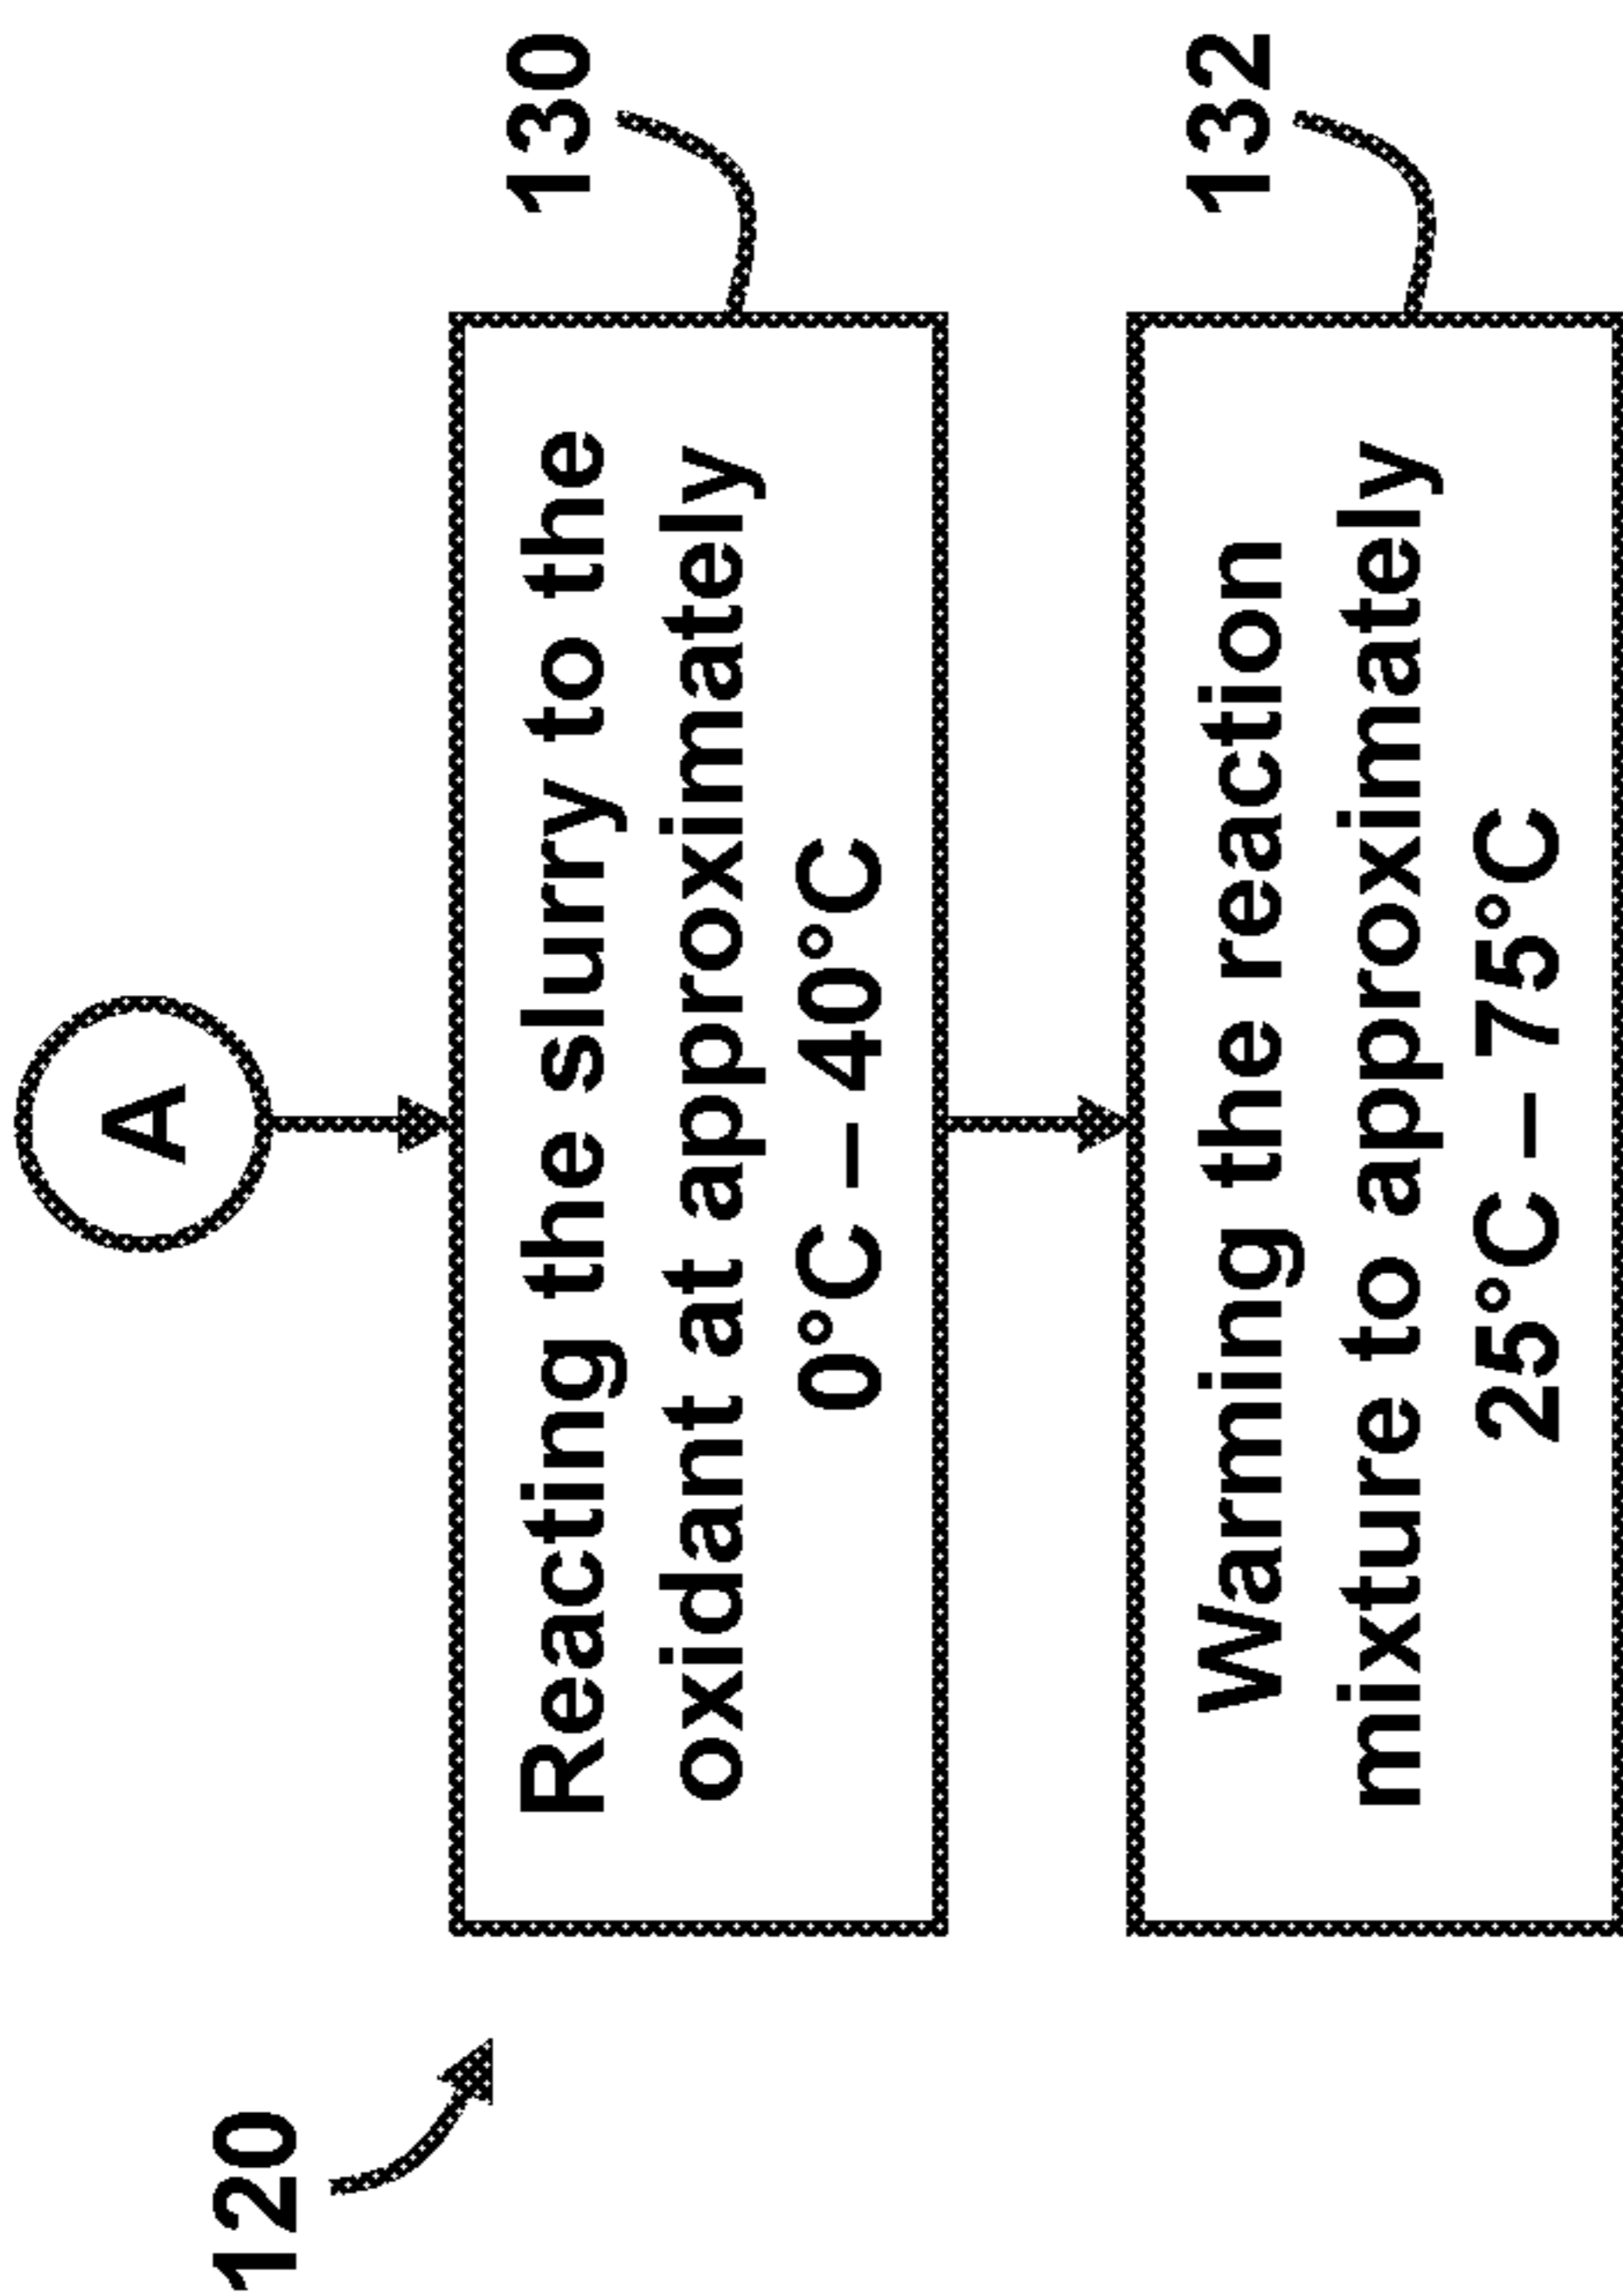 120
A
130
Reacting the slurry to the
oxidant at approximately
0°C – 40°C
132
Warming the reaction
mixture to approximately
25°C – 75°C